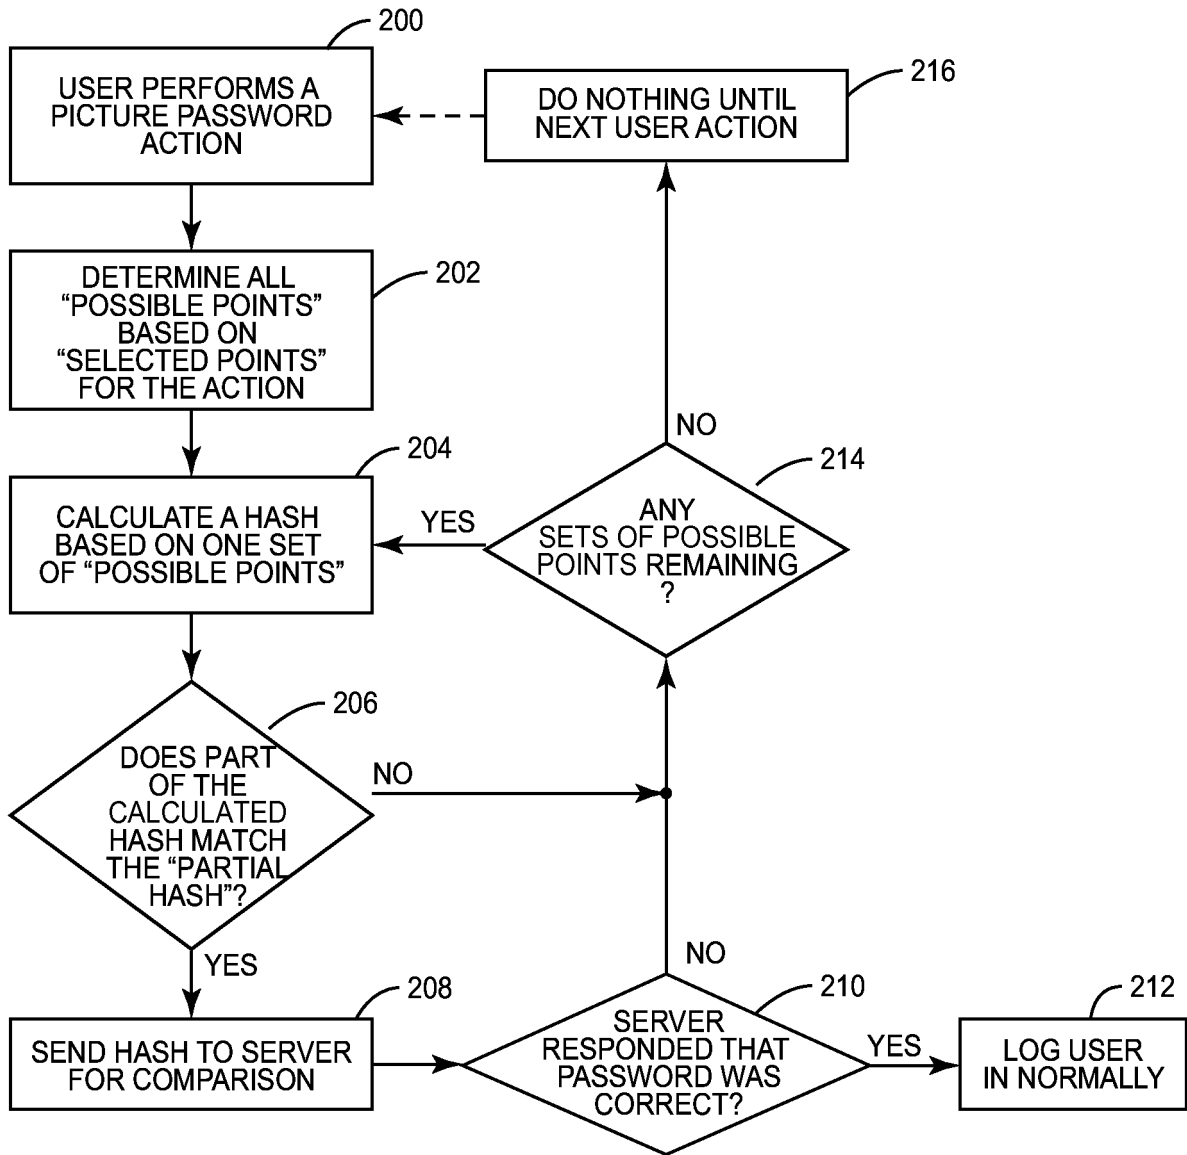 200
USER PERFORMS A
PICTURE PASSWORD
ACTION
216
DO NOTHING UNTIL
NEXT USER ACTION
202
DETERMINE ALL
“POSSIBLE POINTS”
BASED ON
“SELECTED POINTS”
FOR THE ACTION
204
CALCULATE A HASH
BASED ON ONE SET
OF “POSSIBLE POINTS”
YES
NO
214
ANY
SETS OF POSSIBLE
POINTS REMAINING
?
206
DOES PART
OF THE
CALCULATED
HASH MATCH
THE “PARTIAL
HASH”?
NO
YES
208
SEND HASH TO SERVER
FOR COMPARISON
NO
210
SERVER
RESPONDED THAT
PASSWORD WAS
CORRECT?
YES
212
LOG USER
IN NORMALLY